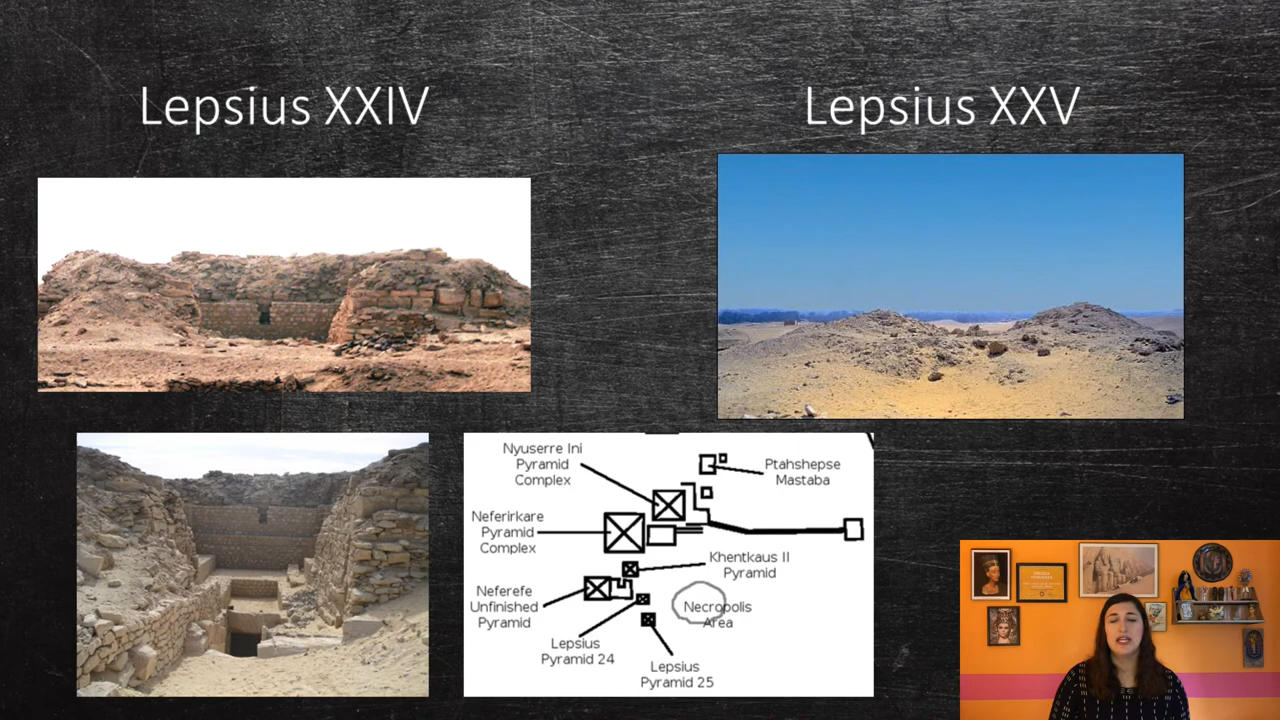 Lepsius XXIV
Lepsius XXV
Nyuserre Ini
Pyramid
Complex
Ptahshepse
Mastaba
Neferirkare
Pyramid
Complex
Khentkaus II
Pyramid
Neferefe
Unfinished
Pyramid
Necropolis
Area
Lepsius
Pyramid 24
Lepsius
Pyramid 25